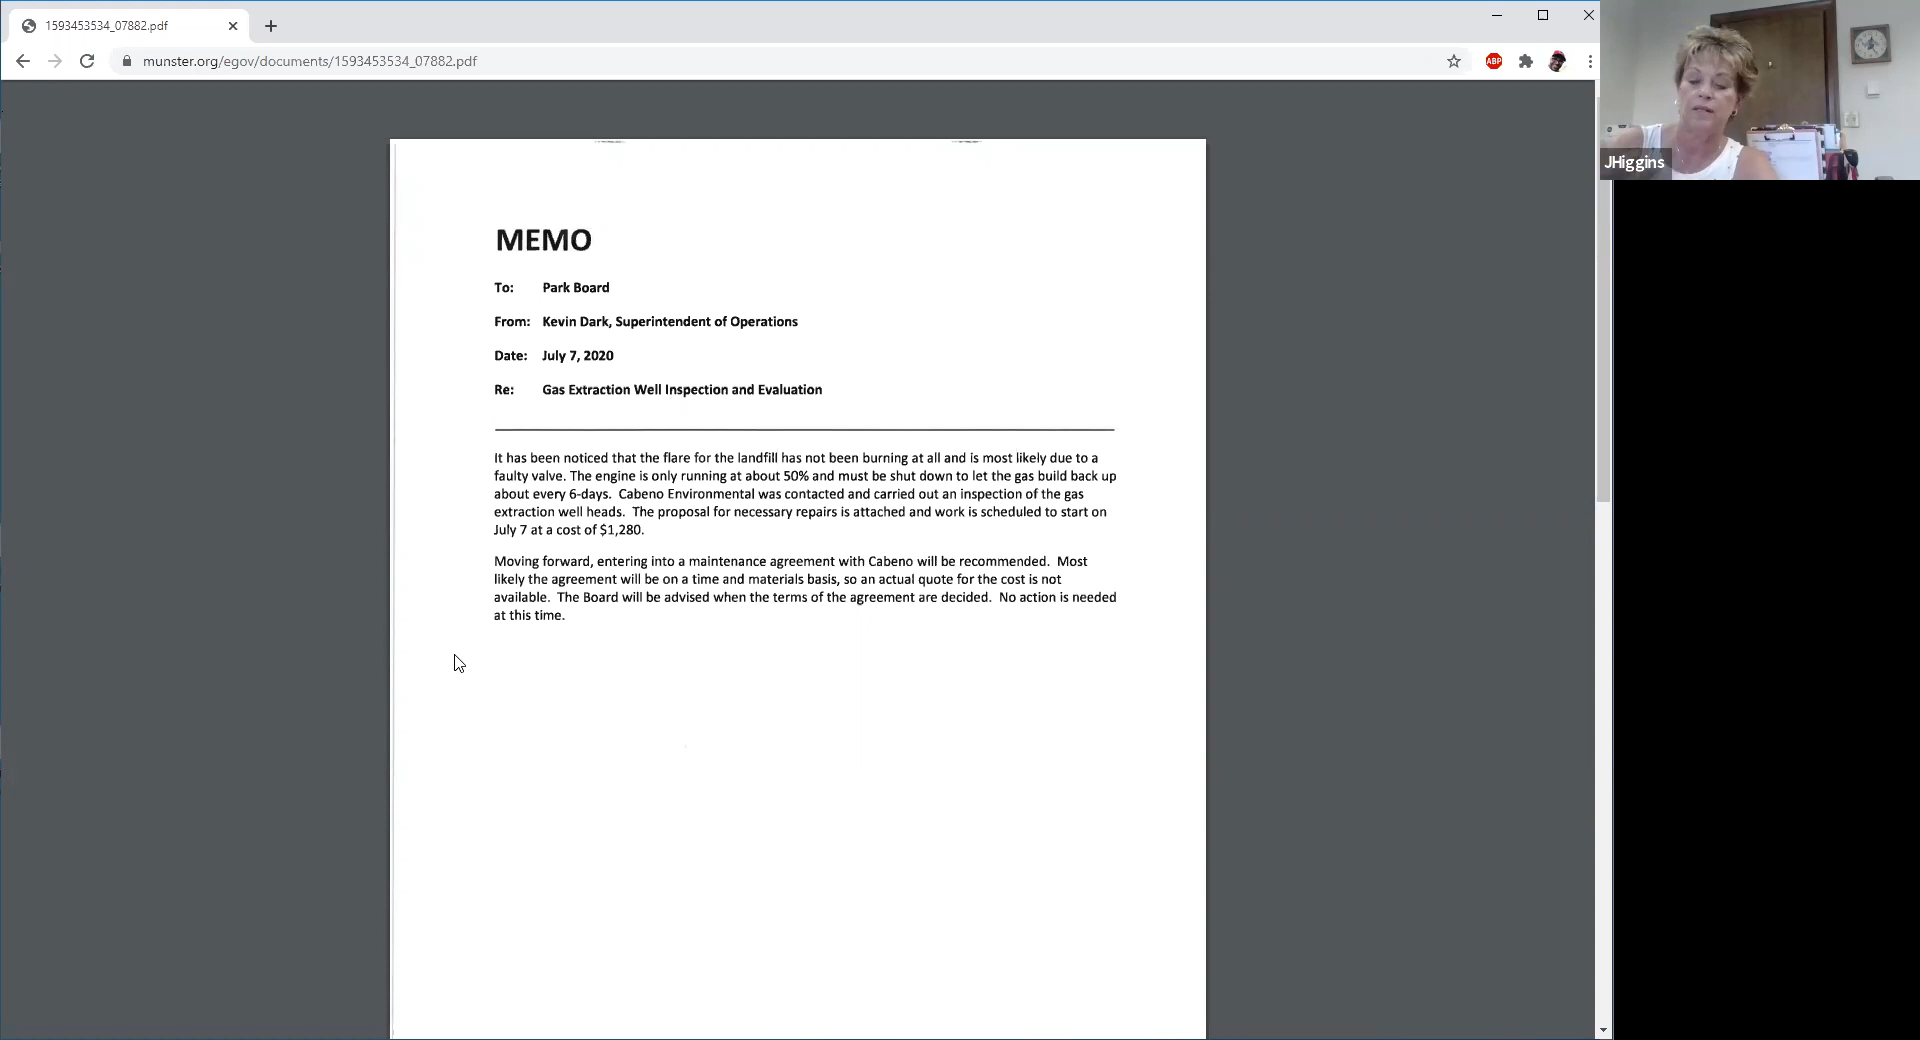 1593453534_07882.pdf
munster.org/egov/documents/1593453534_07882.pdf
ABP
JHiggins
MEMO
To: Park Board
From: Kevin Dark, Superintendent of Operations
Date: July 7, 2020
Re: Gas Extraction Well Inspection and Evaluation
It has been noticed that the flare for the landfill has not been burning at all and is most likely due to a
faulty valve. The engine is only running at about 50% and must be shut down to let the gas build back up
about every 6-days. Cabeno Environmental was contacted and carried out an inspection of the gas
extraction well heads. The proposal for necessary repairs is attached and work is scheduled to start on
July 7 at a cost of $1,280.
Moving forward, entering into a maintenance agreement with Cabeno will be recommended. Most
likely the agreement will be on a time and materials basis, so an actual quote for the cost is not
available. The Board will be advised when the terms of the agreement are decided. No action is needed
at this time.